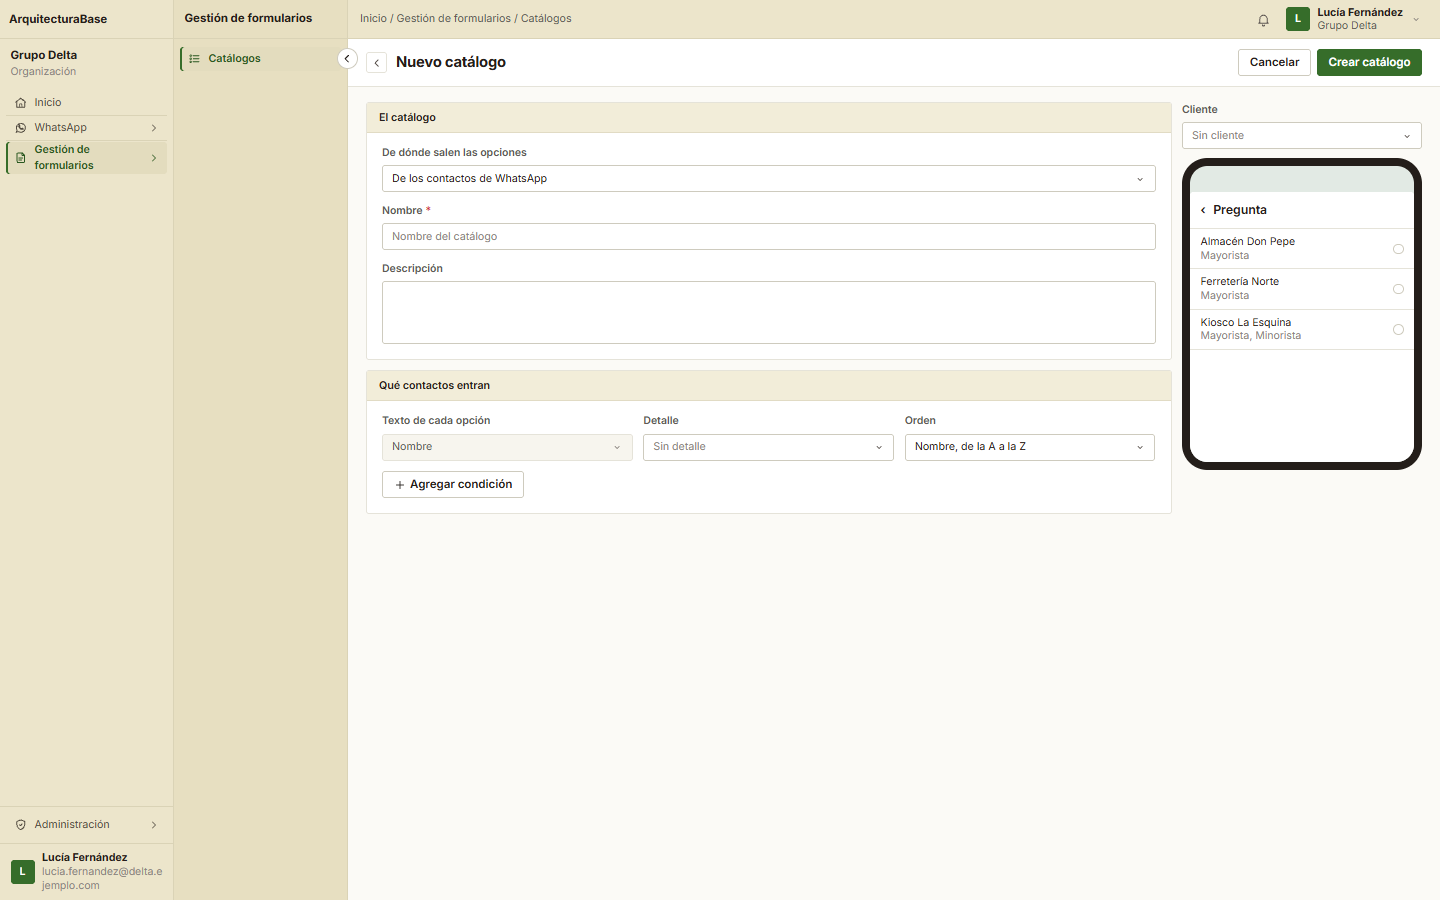 ArquitecturaBase
Grupo Delta
Organización
Inicio
WhatsApp
Gestión de
formularios
Administración
L
Lucía Fernández
lucia.fernandez@delta.e
jemplo.com
Gestión de formularios
Catálogos
Inicio / Gestión de formularios / Catálogos
L
Lucía Fernández
Grupo Delta
Nuevo catálogo
Cancelar
Crear catálogo
El catálogo
De dónde salen las opciones
De los contactos de WhatsApp
Nombre *
Nombre del catálogo
Descripción
Qué contactos entran
Texto de cada opción
Nombre
Detalle
Sin detalle
Orden
Nombre, de la A a la Z
Agregar condición
Cliente
Sin cliente
Pregunta
Almacén Don Pepe
Mayorista
Ferretería Norte
Mayorista
Kiosco La Esquina
Mayorista, Minorista